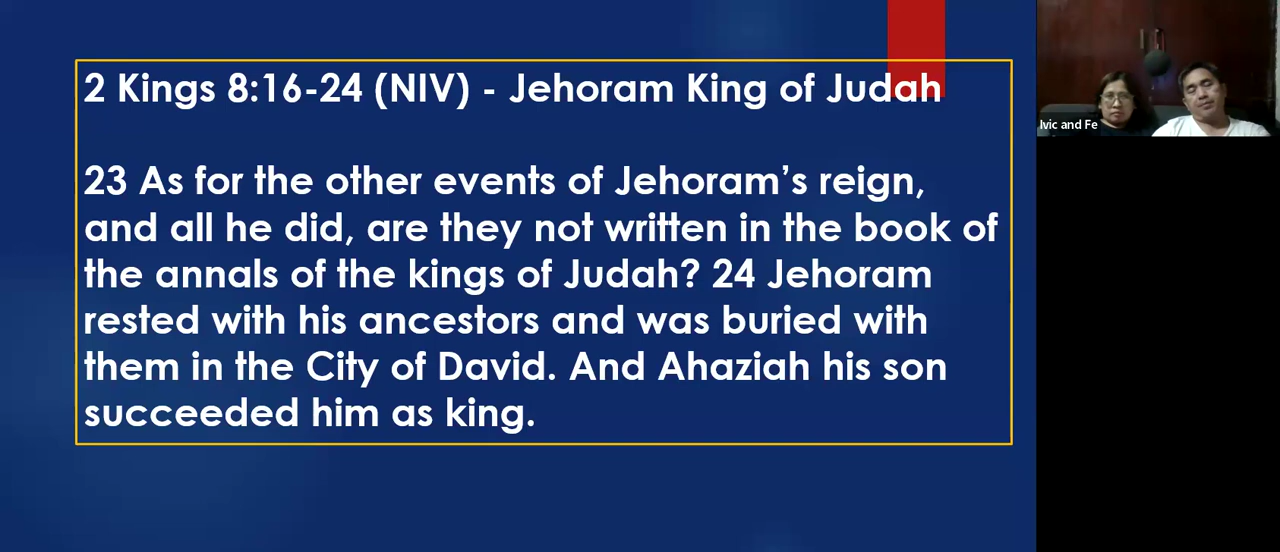 2 Kings 8:16-24 (NIV) - Jehoram King of Judah
23 As for the other events of Jehoram’s reign,
and all he did, are they not written in the book of
the annals of the kings of Judah? 24 Jehoram
rested with his ancestors and was buried with
them in the City of David. And Ahaziah his son
succeeded him as king.
Ivic and Fe